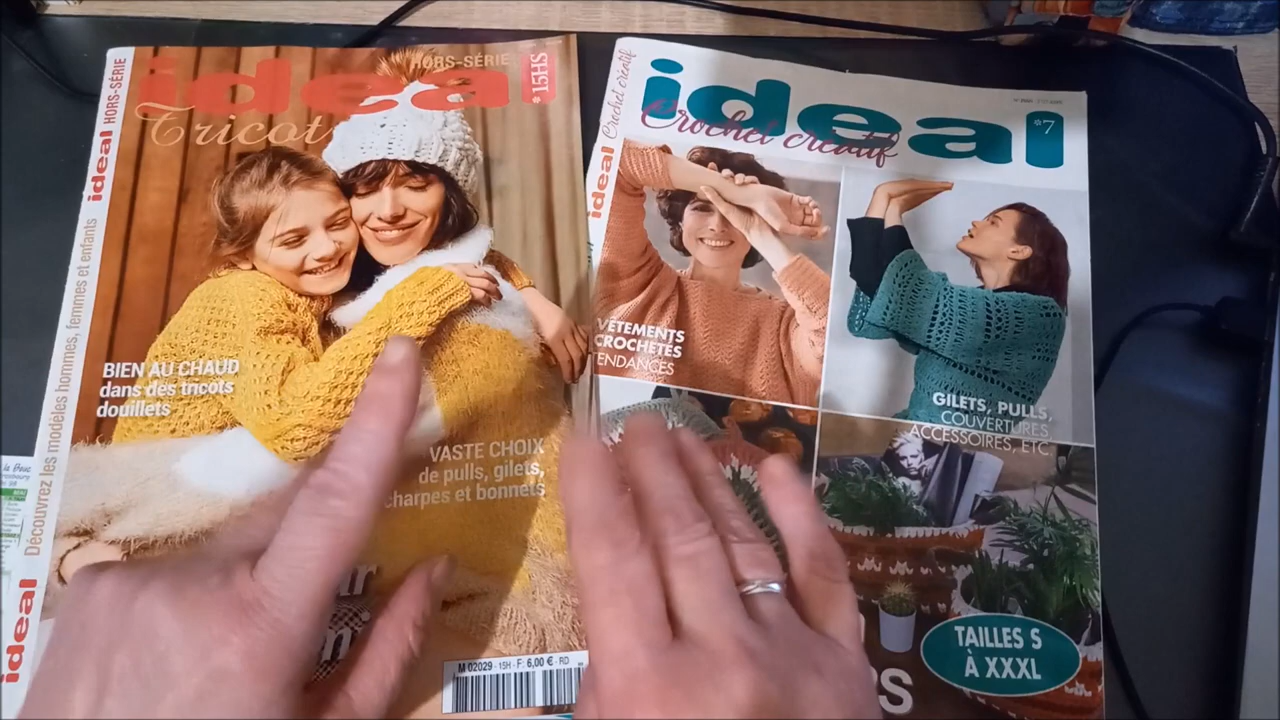 HORS-SÉRIE
ideal
*15HS
Tricot
ideal HORS-SÉRIE
Découvrez les modèles hommes, femmes et enfants
ideal
BIEN AU CHAUD
dans des tricots
douillets
VASTE CHOIX
de pulls, gilets,
charpes et bonnets
M 02029 - 15H - F: 6,00 € - RD
ideal Crochet créatif
ideal
*7
Crochet créatif
VÊTEMENTS
CROCHETÉS
TENDANCES
GILETS, PULLS,
COUVERTURES,
ACCESSOIRES, ETC
TAILLES S
À XXXL
RS